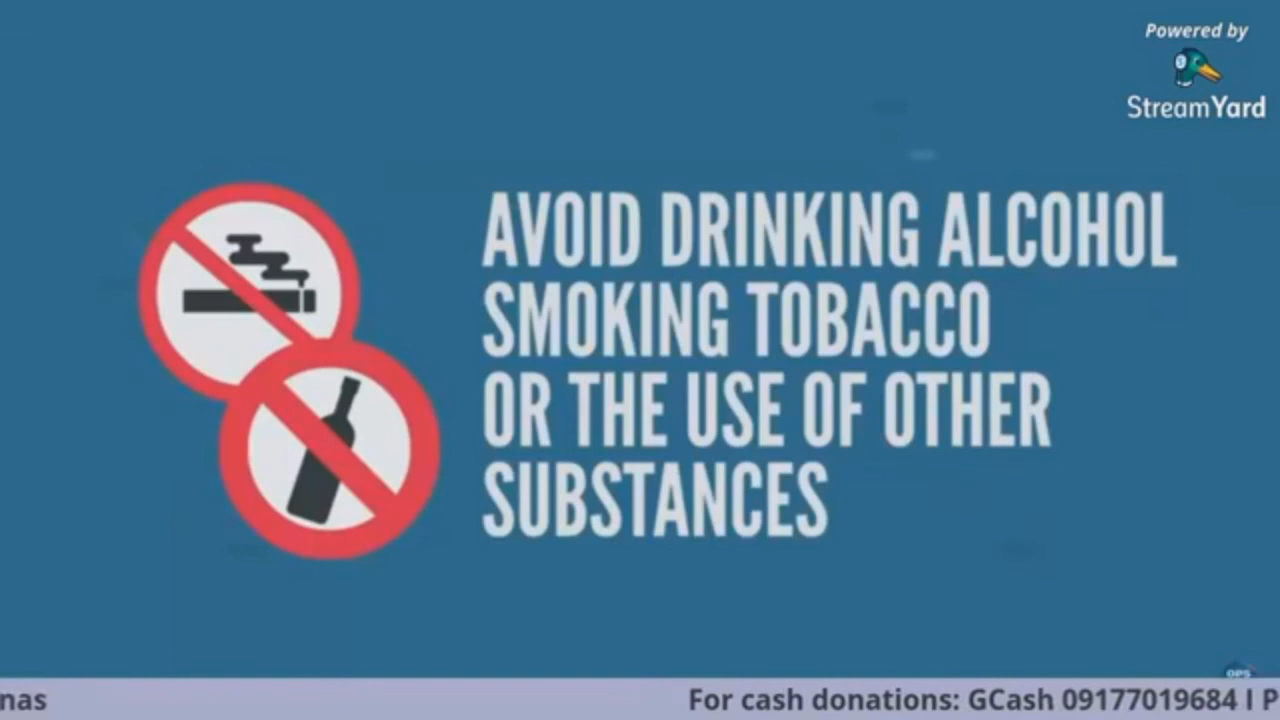 Powered by
StreamYard
AVOID DRINKING ALCOHOL
SMOKING TOBACCO
OR THE USE OF OTHER
SUBSTANCES
OPS
nas For cash donations: GCash 09177019684 I P